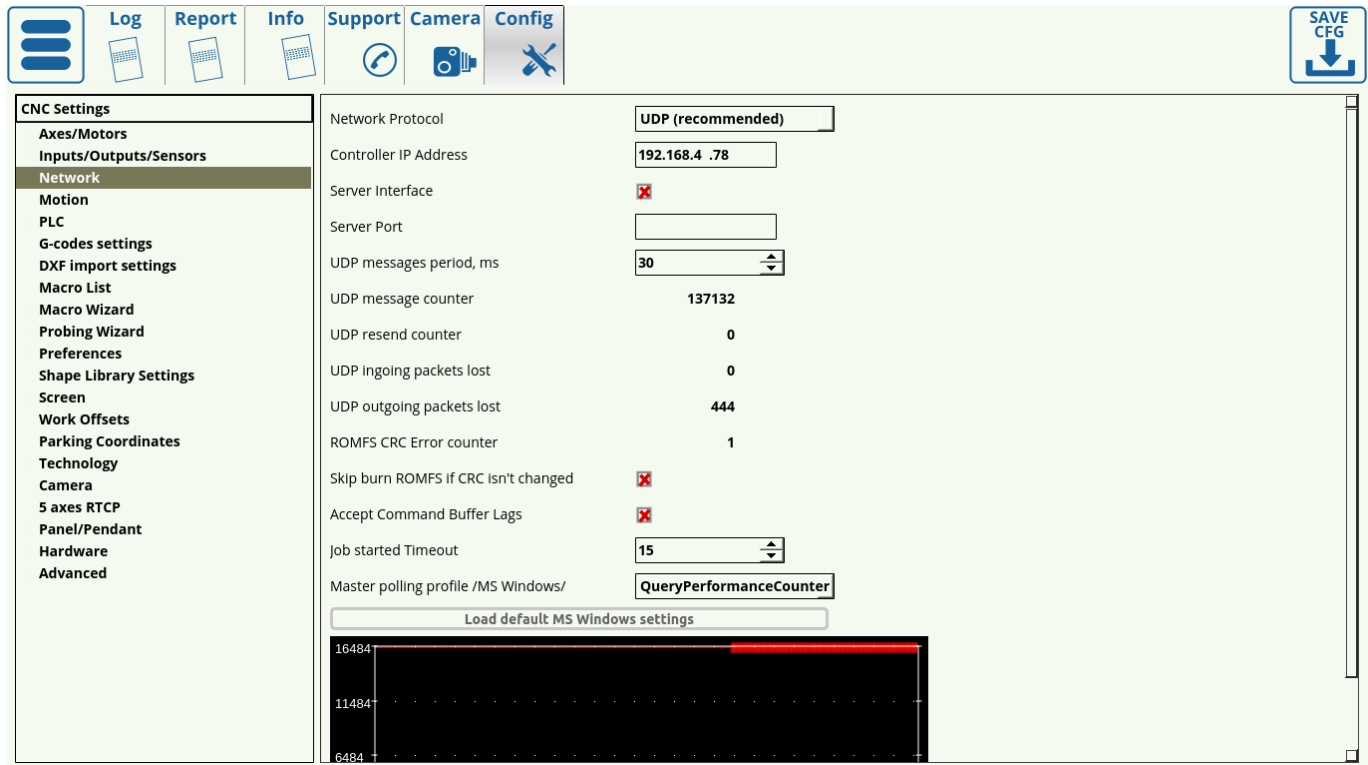 Log Report Info Support Camera Config
SAVE
CFG
CNC Settings
Axes/Motors
Inputs/Outputs/Sensors
Network
Motion
PLC
G-codes settings
DXF import settings
Macro List
Macro Wizard
Probing Wizard
Preferences
Shape Library Settings
Screen
Work Offsets
Parking Coordinates
Technology
Camera
5 axes RTCP
Panel/Pendant
Hardware
Advanced
Network Protocol UDP (recommended)
Controller IP Address 192.168.4 .78
Server Interface
Server Port
UDP messages period, ms 30
UDP message counter 137132
UDP resend counter 0
UDP ingoing packets lost 0
UDP outgoing packets lost 444
ROMFS CRC Error counter 1
Skip burn ROMFS if CRC isn't changed
Accept Command Buffer Lags
Job started Timeout 15
Master polling profile /MS Windows/ QueryPerformanceCounter
Load default MS Windows settings
16484
11484
6484